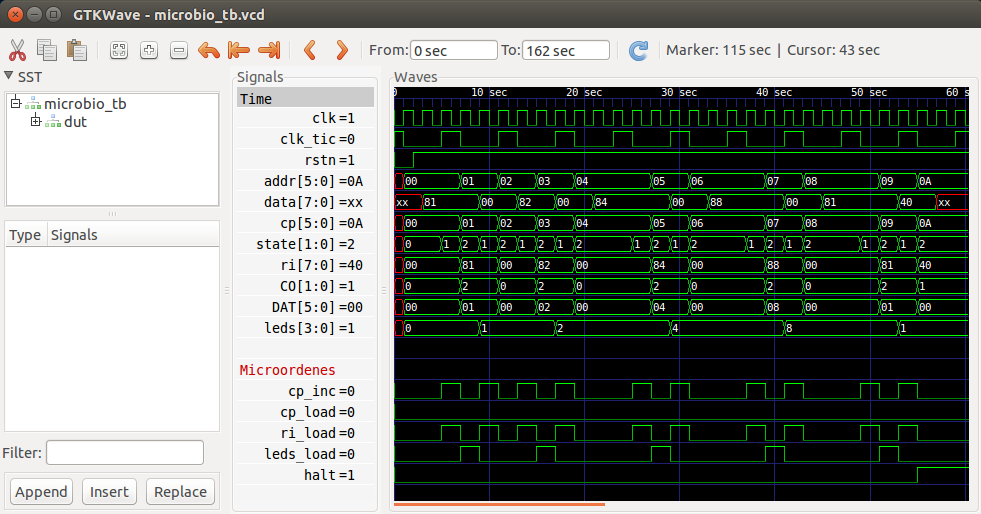 GTKWave - microbio_tb.vcd
From: 0 sec To: 162 sec Marker: 115 sec | Cursor: 43 sec
SST
microbio_tb
dut
Type Signals
Filter:
Append Insert Replace
Signals
Time
clk=1
clk_tic=0
rstn=1
addr[5:0]=0A
data[7:0]=xx
cp[5:0]=0A
state[1:0]=2
ri[7:0]=40
CO[1:0]=1
DAT[5:0]=00
leds[3:0]=1
Microordenes
cp_inc=0
cp_load=0
ri_load=0
leds_load=0
halt=1
Waves
0 10 sec 20 sec 30 sec 40 sec 50 sec 60 s
00 01 02 03 04 05 06 07 08 09 0A
xx 81 00 82 00 84 00 88 00 81 40 xx
00 01 02 03 04 05 06 07 08 09 0A
0 1 2 1 2 1 2 1 2 1 2 1 2 1 2 1 2 1 2 1 2
00 81 00 82 00 84 00 88 00 81 40
0 2 0 2 0 2 0 2 0 2 1
00 01 00 02 00 04 00 08 00 01 00
0 1 2 4 8 1